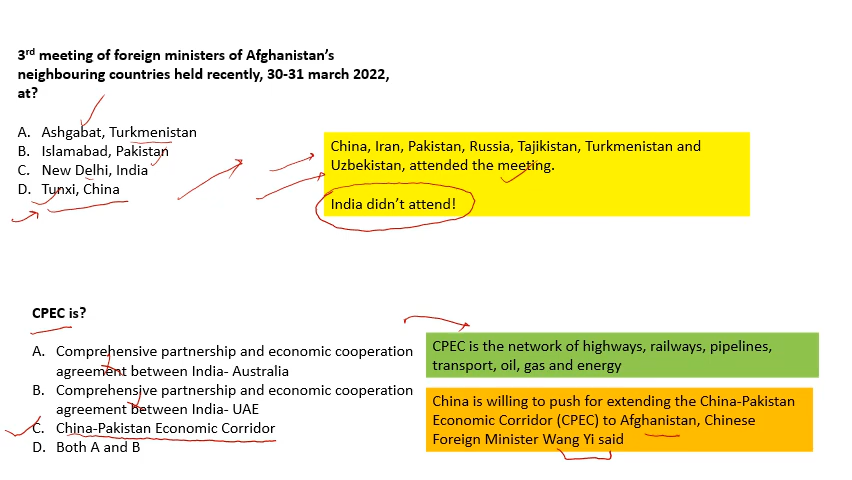 3rd meeting of foreign ministers of Afghanistan's
neighbouring countries held recently, 30-31 march 2022,
at?
A. Ashgabat, Turkmenistan
B. Islamabad, Pakistan
C. New Delhi, India
D. Tunxi, China
China, Iran, Pakistan, Russia, Tajikistan, Turkmenistan and
Uzbekistan, attended the meeting.
India didn't attend!
CPEC is?
A. Comprehensive partnership and economic cooperation
agreement between India- Australia
B. Comprehensive partnership and economic cooperation
agreement between India- UAE
C. China-Pakistan Economic Corridor
D. Both A and B
CPEC is the network of highways, railways, pipelines,
transport, oil, gas and energy
China is willing to push for extending the China-Pakistan
Economic Corridor (CPEC) to Afghanistan, Chinese
Foreign Minister Wang Yi said